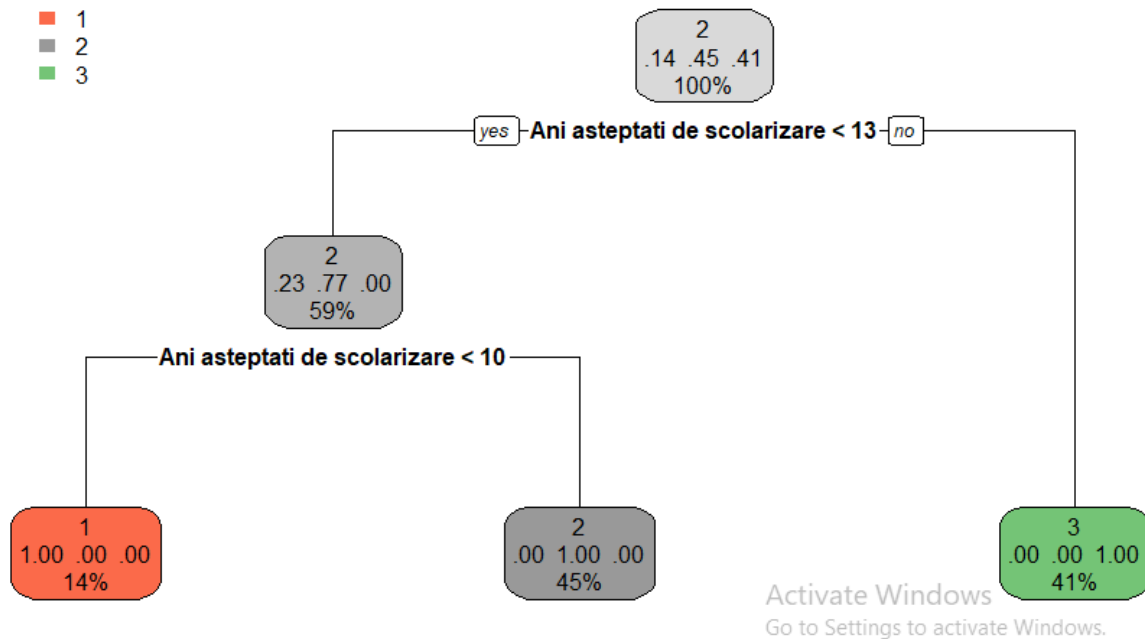 1
2
3
2
.14 .45 .41
100%
yes Ani asteptati de scolarizare < 13 no
2
.23 .77 .00
59%
Ani asteptati de scolarizare < 10
1
1.00 .00 .00
14%
2
.00 1.00 .00
45%
3
.00 .00 1.00
41%
Activate Windows
Go to Settings to activate Windows.